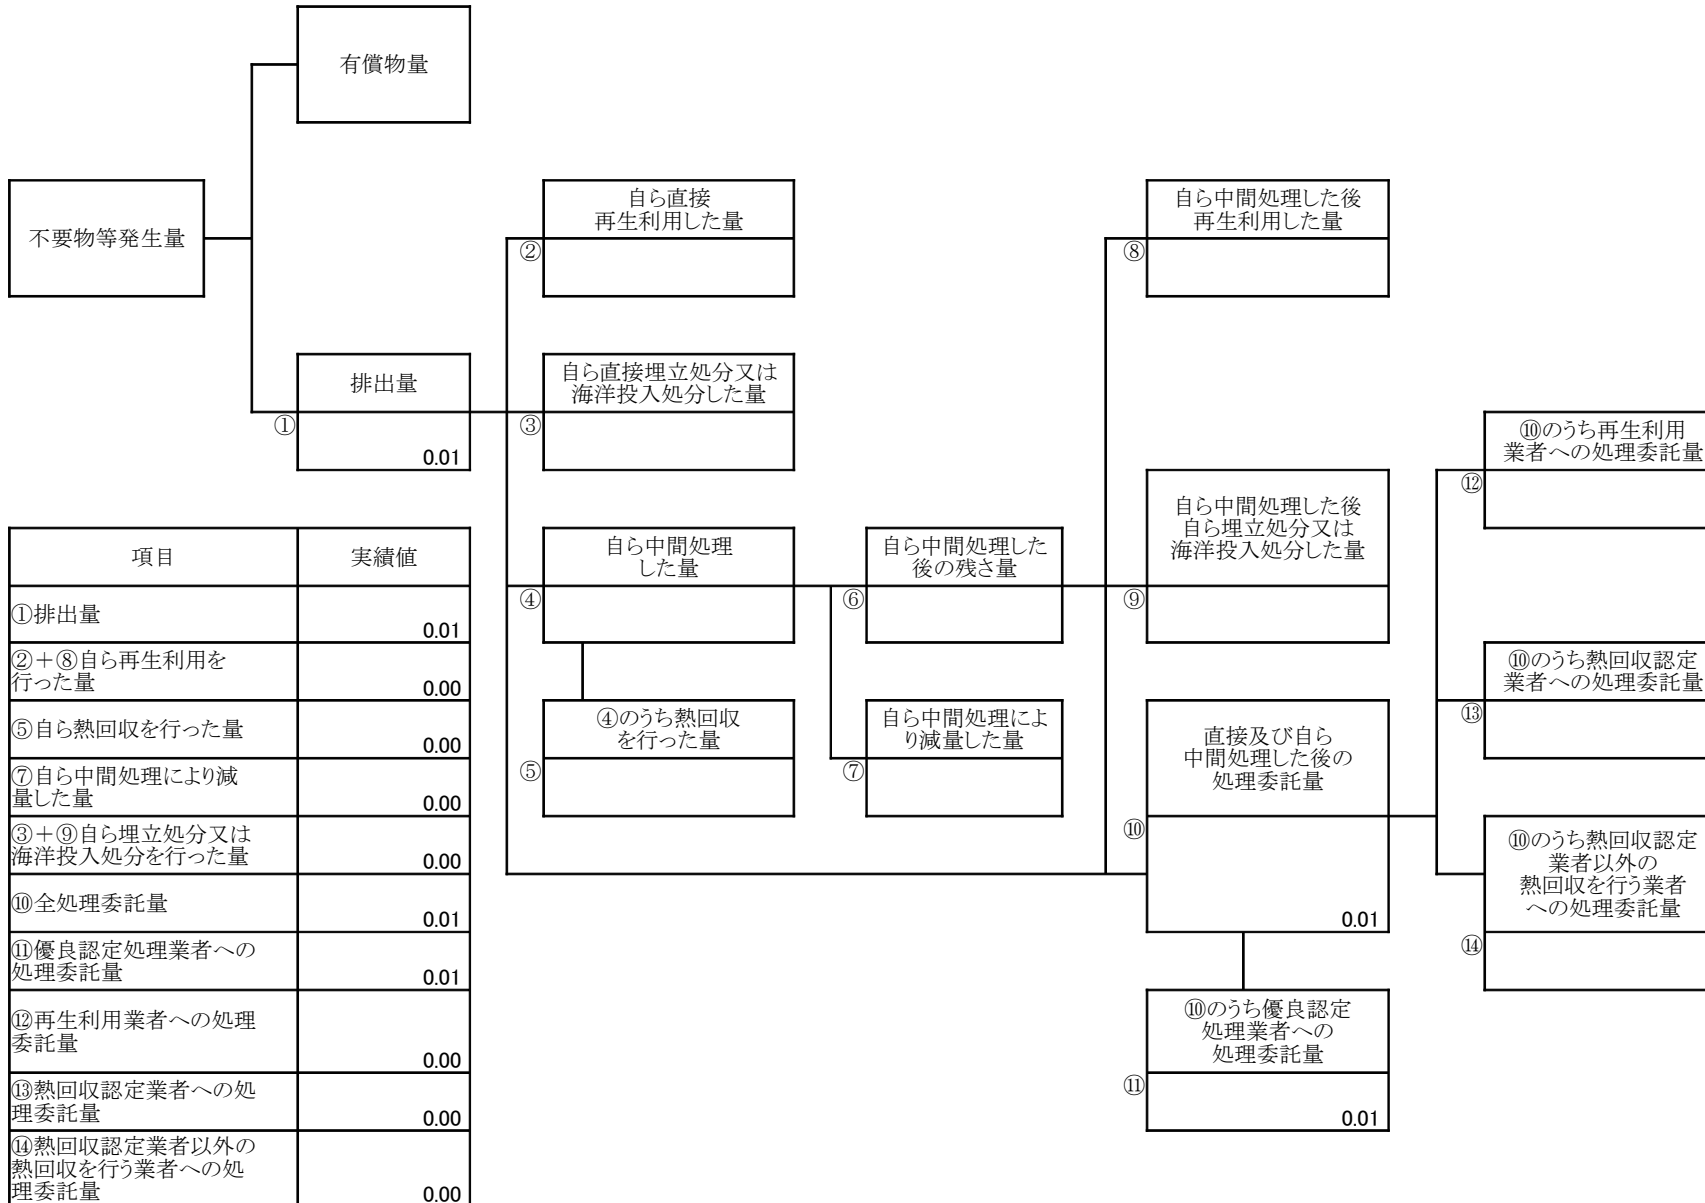 有償物量
不要物等発生量
自ら直接
再生利用した量
②
自ら中間処理した後
再生利用した量
⑧
排出量
①
0.01
自ら直接埋立処分又は
海洋投入処分した量
③
⑩のうち再生利用
業者への処理委託量
⑫
自ら中間処理した後
自ら埋立処分又は
海洋投入処分した量
⑨
自ら中間処理
した量
④
自ら中間処理した
後の残さ量
⑥
⑩のうち熱回収認定
業者への処理委託量
⑬
④のうち熱回収
を行った量
⑤
自ら中間処理によ
り減量した量
⑦
直接及び自ら
中間処理した後の
処理委託量
⑩
0.01
⑩のうち熱回収認定
業者以外の
熱回収を行う業者
への処理委託量
⑭
⑩のうち優良認定
処理業者への
処理委託量
⑪
0.01
項目 実績値
①排出量 0.01
②+⑧自ら再生利用を
行った量 0.00
⑤自ら熱回収を行った量 0.00
⑦自ら中間処理により減
量した量 0.00
③+⑨自ら埋立処分又は
海洋投入処分を行った量 0.00
⑩全処理委託量 0.01
⑪優良認定処理業者への
処理委託量 0.01
⑫再生利用業者への処理
委託量 0.00
⑬熱回収認定業者への処
理委託量 0.00
⑭熱回収認定業者以外の
熱回収を行う業者への処
理委託量 0.00